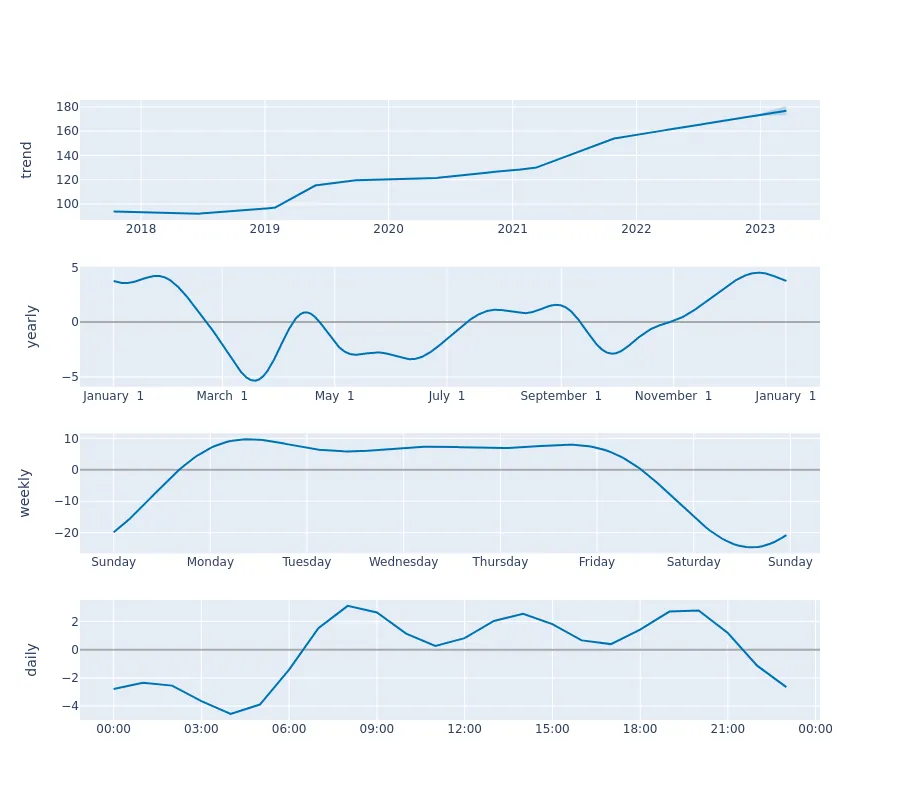 trend
180
160
140
120
100
2018 2019 2020 2021 2022 2023
yearly
5
0
−5
January 1 March 1 May 1 July 1 September 1 November 1 January 1
weekly
10
0
−10
−20
Sunday Monday Tuesday Wednesday Thursday Friday Saturday Sunday
daily
2
0
−2
−4
00:00 03:00 06:00 09:00 12:00 15:00 18:00 21:00 00:00